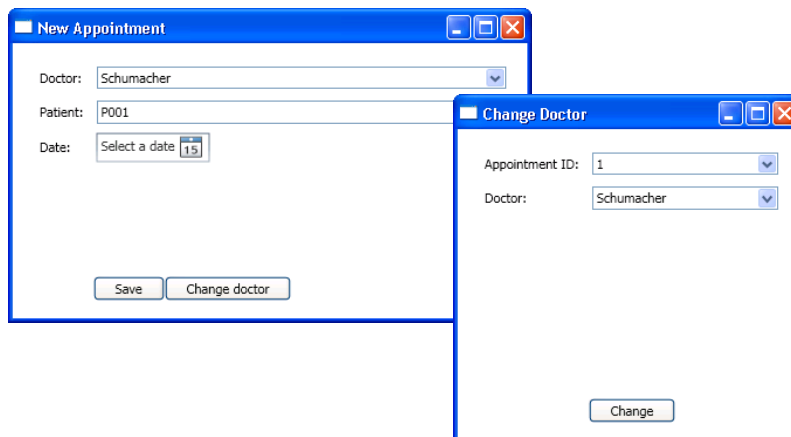 New Appointment
Doctor: Schumacher
Patient: P001
Date: Select a date 15
Save Change doctor
Change Doctor
Appointment ID: 1
Doctor: Schumacher
Change